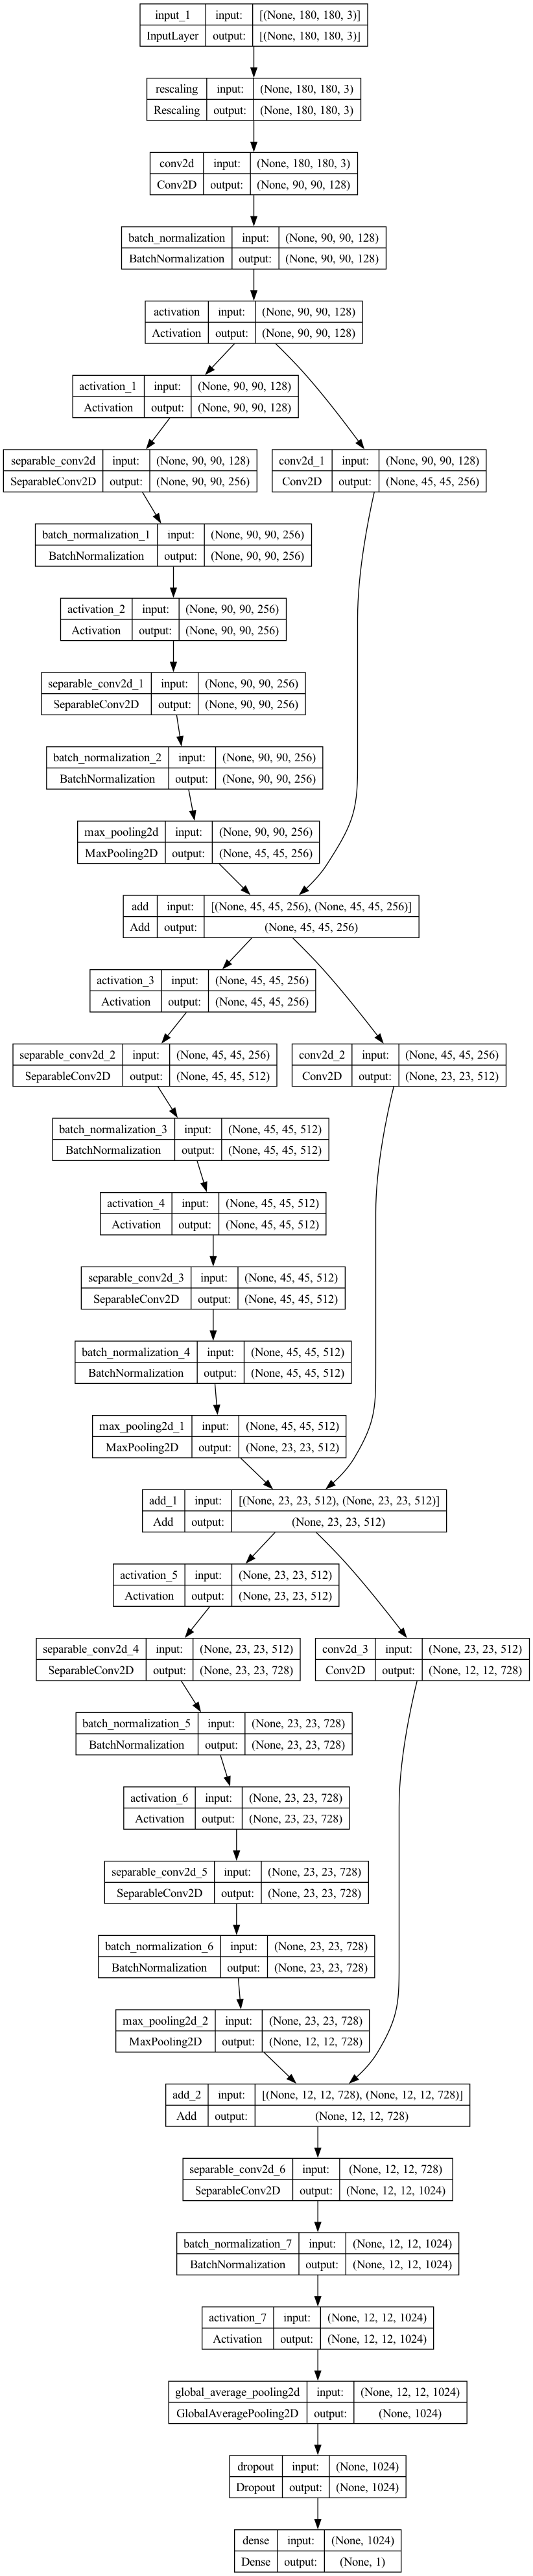 input_1 input: [(None, 180, 180, 3)]
InputLayer output: [(None, 180, 180, 3)]
rescaling input: (None, 180, 180, 3)
Rescaling output: (None, 180, 180, 3)
conv2d input: (None, 180, 180, 3)
Conv2D output: (None, 90, 90, 128)
batch_normalization input: (None, 90, 90, 128)
BatchNormalization output: (None, 90, 90, 128)
activation input: (None, 90, 90, 128)
Activation output: (None, 90, 90, 128)
activation_1 input: (None, 90, 90, 128)
Activation output: (None, 90, 90, 128)
separable_conv2d input: (None, 90, 90, 128) conv2d_1 input: (None, 90, 90, 128)
SeparableConv2D output: (None, 90, 90, 256) Conv2D output: (None, 45, 45, 256)
batch_normalization_1 input: (None, 90, 90, 256)
BatchNormalization output: (None, 90, 90, 256)
activation_2 input: (None, 90, 90, 256)
Activation output: (None, 90, 90, 256)
separable_conv2d_1 input: (None, 90, 90, 256)
SeparableConv2D output: (None, 90, 90, 256)
batch_normalization_2 input: (None, 90, 90, 256)
BatchNormalization output: (None, 90, 90, 256)
max_pooling2d input: (None, 90, 90, 256)
MaxPooling2D output: (None, 45, 45, 256)
add input: [(None, 45, 45, 256), (None, 45, 45, 256)]
Add output: (None, 45, 45, 256)
activation_3 input: (None, 45, 45, 256)
Activation output: (None, 45, 45, 256)
separable_conv2d_2 input: (None, 45, 45, 256) conv2d_2 input: (None, 45, 45, 256)
SeparableConv2D output: (None, 45, 45, 512) Conv2D output: (None, 23, 23, 512)
batch_normalization_3 input: (None, 45, 45, 512)
BatchNormalization output: (None, 45, 45, 512)
activation_4 input: (None, 45, 45, 512)
Activation output: (None, 45, 45, 512)
separable_conv2d_3 input: (None, 45, 45, 512)
SeparableConv2D output: (None, 45, 45, 512)
batch_normalization_4 input: (None, 45, 45, 512)
BatchNormalization output: (None, 45, 45, 512)
max_pooling2d_1 input: (None, 45, 45, 512)
MaxPooling2D output: (None, 23, 23, 512)
add_1 input: [(None, 23, 23, 512), (None, 23, 23, 512)]
Add output: (None, 23, 23, 512)
activation_5 input: (None, 23, 23, 512)
Activation output: (None, 23, 23, 512)
separable_conv2d_4 input: (None, 23, 23, 512) conv2d_3 input: (None, 23, 23, 512)
SeparableConv2D output: (None, 23, 23, 728) Conv2D output: (None, 12, 12, 728)
batch_normalization_5 input: (None, 23, 23, 728)
BatchNormalization output: (None, 23, 23, 728)
activation_6 input: (None, 23, 23, 728)
Activation output: (None, 23, 23, 728)
separable_conv2d_5 input: (None, 23, 23, 728)
SeparableConv2D output: (None, 23, 23, 728)
batch_normalization_6 input: (None, 23, 23, 728)
BatchNormalization output: (None, 23, 23, 728)
max_pooling2d_2 input: (None, 23, 23, 728)
MaxPooling2D output: (None, 12, 12, 728)
add_2 input: [(None, 12, 12, 728), (None, 12, 12, 728)]
Add output: (None, 12, 12, 728)
separable_conv2d_6 input: (None, 12, 12, 728)
SeparableConv2D output: (None, 12, 12, 1024)
batch_normalization_7 input: (None, 12, 12, 1024)
BatchNormalization output: (None, 12, 12, 1024)
activation_7 input: (None, 12, 12, 1024)
Activation output: (None, 12, 12, 1024)
global_average_pooling2d input: (None, 12, 12, 1024)
GlobalAveragePooling2D output: (None, 1024)
dropout input: (None, 1024)
Dropout output: (None, 1024)
dense input: (None, 1024)
Dense output: (None, 1)